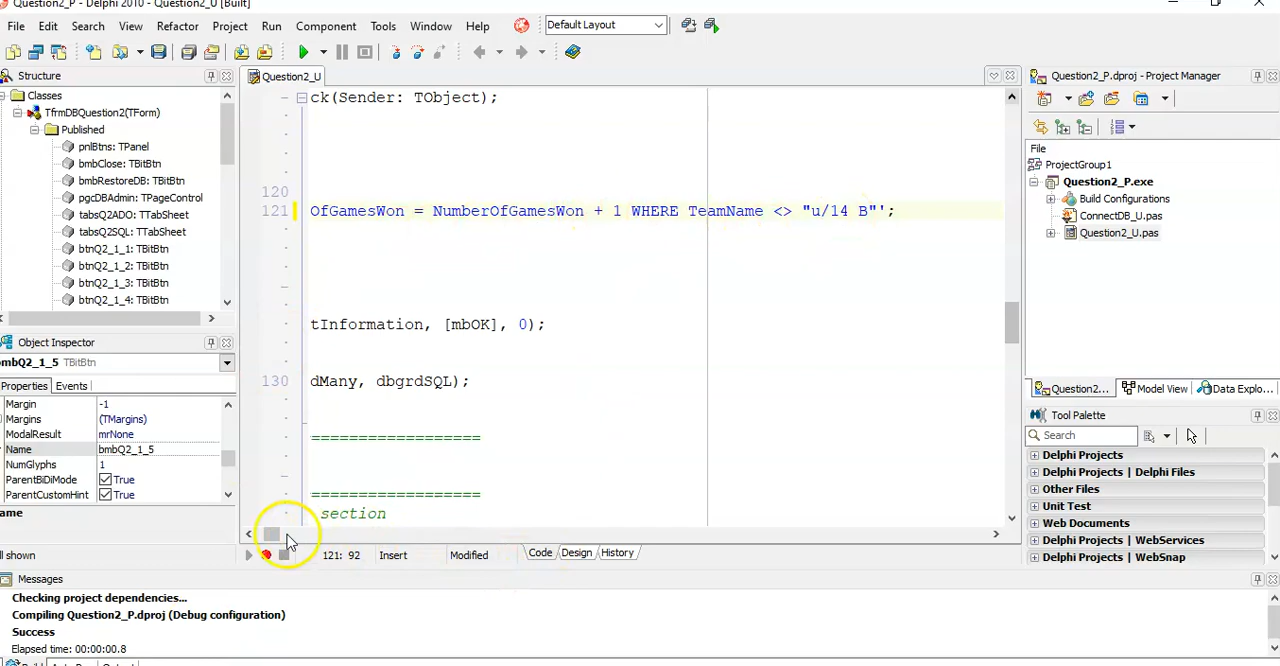 Question2_P - Delphi 2010 - Question2_U [Built]
File Edit Search View Refactor Project Run Component Tools Window Help Default Layout
Structure
Classes
TfrmDBQuestion2(TForm)
Published
pnlBtns: TPanel
bmbClose: TBitBtn
bmbRestoreDB: TBitBtn
pgcDBAdmin: TPageControl
tabsQ2ADO: TTabSheet
tabsQ2SQL: TTabSheet
btnQ2_1_1: TBitBtn
btnQ2_1_2: TBitBtn
btnQ2_1_3: TBitBtn
btnQ2_1_4: TBitBtn
Object Inspector
bmbQ2_1_5 TBitBtn
Properties Events
Margin -1
Margins (TMargins)
ModalResult mrNone
Name bmbQ2_1_5
NumGlyphs 1
ParentBiDiMode True
ParentCustomHint True
ame
ll shown
Question2_U
ck(Sender: TObject);
120
121 OfGamesWon = NumberOfGamesWon + 1 WHERE TeamName <> "u/14 B"';
tInformation, [mbOK], 0);
130 dMany, dbgrdSQL);
==================
==================
section
121: 92 Insert Modified Code Design History
Question2_P.dproj - Project Manager
File
ProjectGroup1
Question2_P.exe
Build Configurations
ConnectDB_U.pas
Question2_U.pas
Question2... Model View Data Explo...
Tool Palette
Search
Delphi Projects
Delphi Projects | Delphi Files
Other Files
Unit Test
Web Documents
Delphi Projects | WebServices
Delphi Projects | WebSnap
Messages
Checking project dependencies...
Compiling Question2_P.dproj (Debug configuration)
Success
Elapsed time: 00:00:00.8